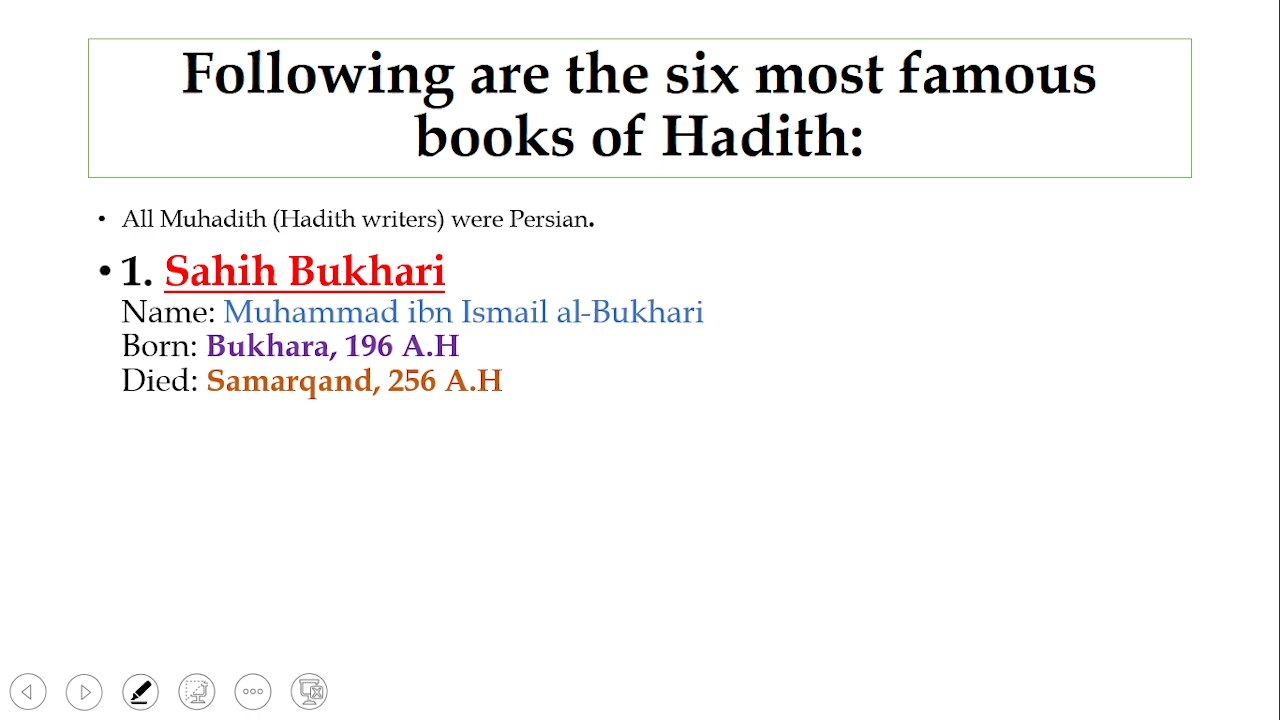 Following are the six most famous
books of Hadith:
• All Muhadith (Hadith writers) were Persian.
• 1. Sahih Bukhari
Name: Muhammad ibn Ismail al-Bukhari
Born: Bukhara, 196 A.H
Died: Samarqand, 256 A.H